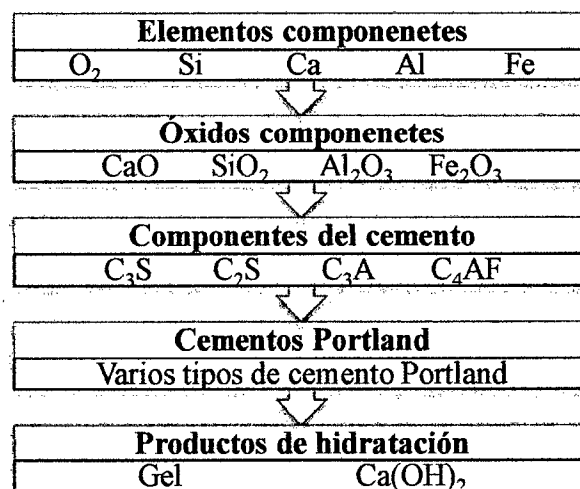 Elementos componenetes
O₂ Si Ca Al Fe
Óxidos componenetes
CaO SiO₂ Al₂O₃ Fe₂O₃
Componentes del cemento
C₃S C₂S C₃A C₄AF
Cementos Portland
Varios tipos de cemento Portland
Productos de hidratación
Gel Ca(OH)₂